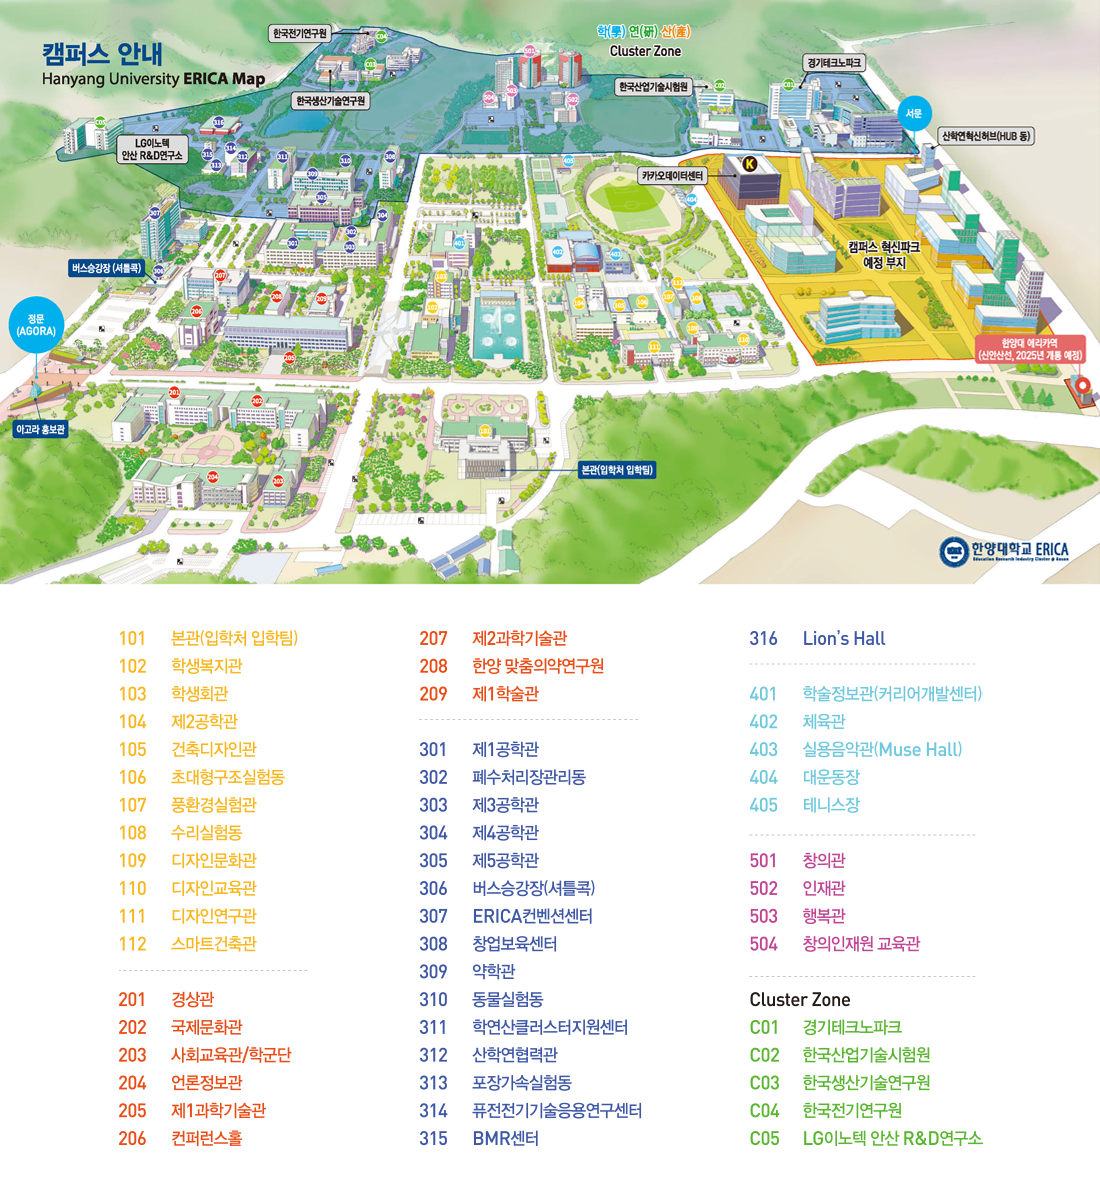 캠퍼스 안내
Hanyang University ERICA Map
학(學) 연(研) 산(産)
Cluster Zone
한국전기연구원
한국생산기술연구원
한국산업기술시험원
경기테크노파크
서문
산학연혁신허브(HUB 동)
LG이노텍
안산 R&D연구소
카카오데이터센터
K
캠퍼스 혁신파크
예정 부지
버스승강장 (셔틀콕)
정문
(AGORA)
아고라 홍보관
본관(입학처 입학팀)
한양대 에리카역
(신안산선, 2025년 개통 예정)
한양대학교 ERICA
Education Research Industry Cluster @ Ansan
101 본관(입학처 입학팀)
102 학생복지관
103 학생회관
104 제2공학관
105 건축디자인관
106 초대형구조실험동
107 풍환경실험관
108 수리실험동
109 디자인문화관
110 디자인교육관
111 디자인연구관
112 스마트건축관
201 경상관
202 국제문화관
203 사회교육관/학군단
204 언론정보관
205 제1과학기술관
206 컨퍼런스홀
207 제2과학기술관
208 한양 맞춤의약연구원
209 제1학술관
301 제1공학관
302 폐수처리장관리동
303 제3공학관
304 제4공학관
305 제5공학관
306 버스승강장(셔틀콕)
307 ERICA컨벤션센터
308 창업보육센터
309 약학관
310 동물실험동
311 학연산클러스터지원센터
312 산학연협력관
313 포장가속실험동
314 퓨전전기기술응용연구센터
315 BMR센터
316 Lion's Hall
401 학술정보관(커리어개발센터)
402 체육관
403 실용음악관(Muse Hall)
404 대운동장
405 테니스장
501 창의관
502 인재관
503 행복관
504 창의인재원 교육관
Cluster Zone
C01 경기테크노파크
C02 한국산업기술시험원
C03 한국생산기술연구원
C04 한국전기연구원
C05 LG이노텍 안산 R&D연구소